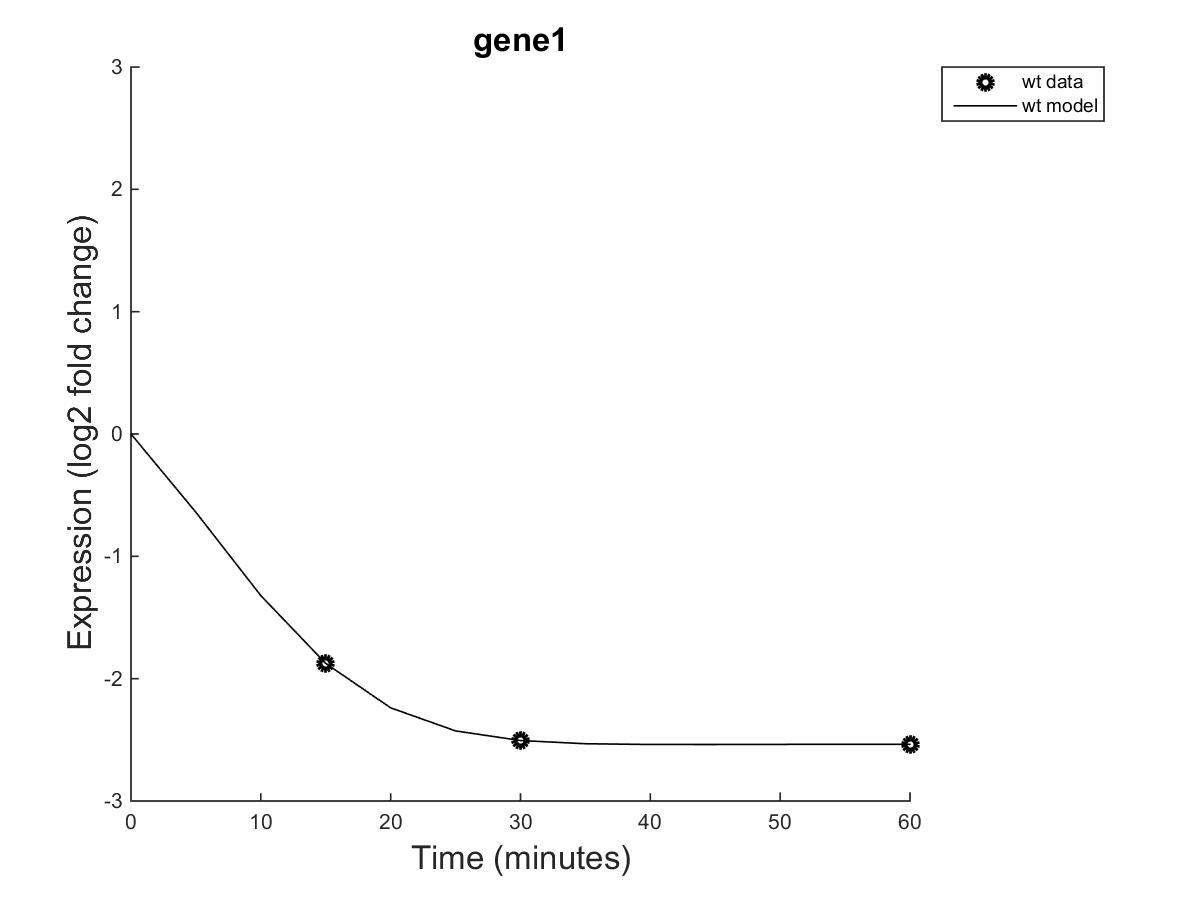 gene1
wt data
wt model
3
2
1
0
-1
-2
-3
Expression (log2 fold change)
0 10 20 30 40 50 60
Time (minutes)